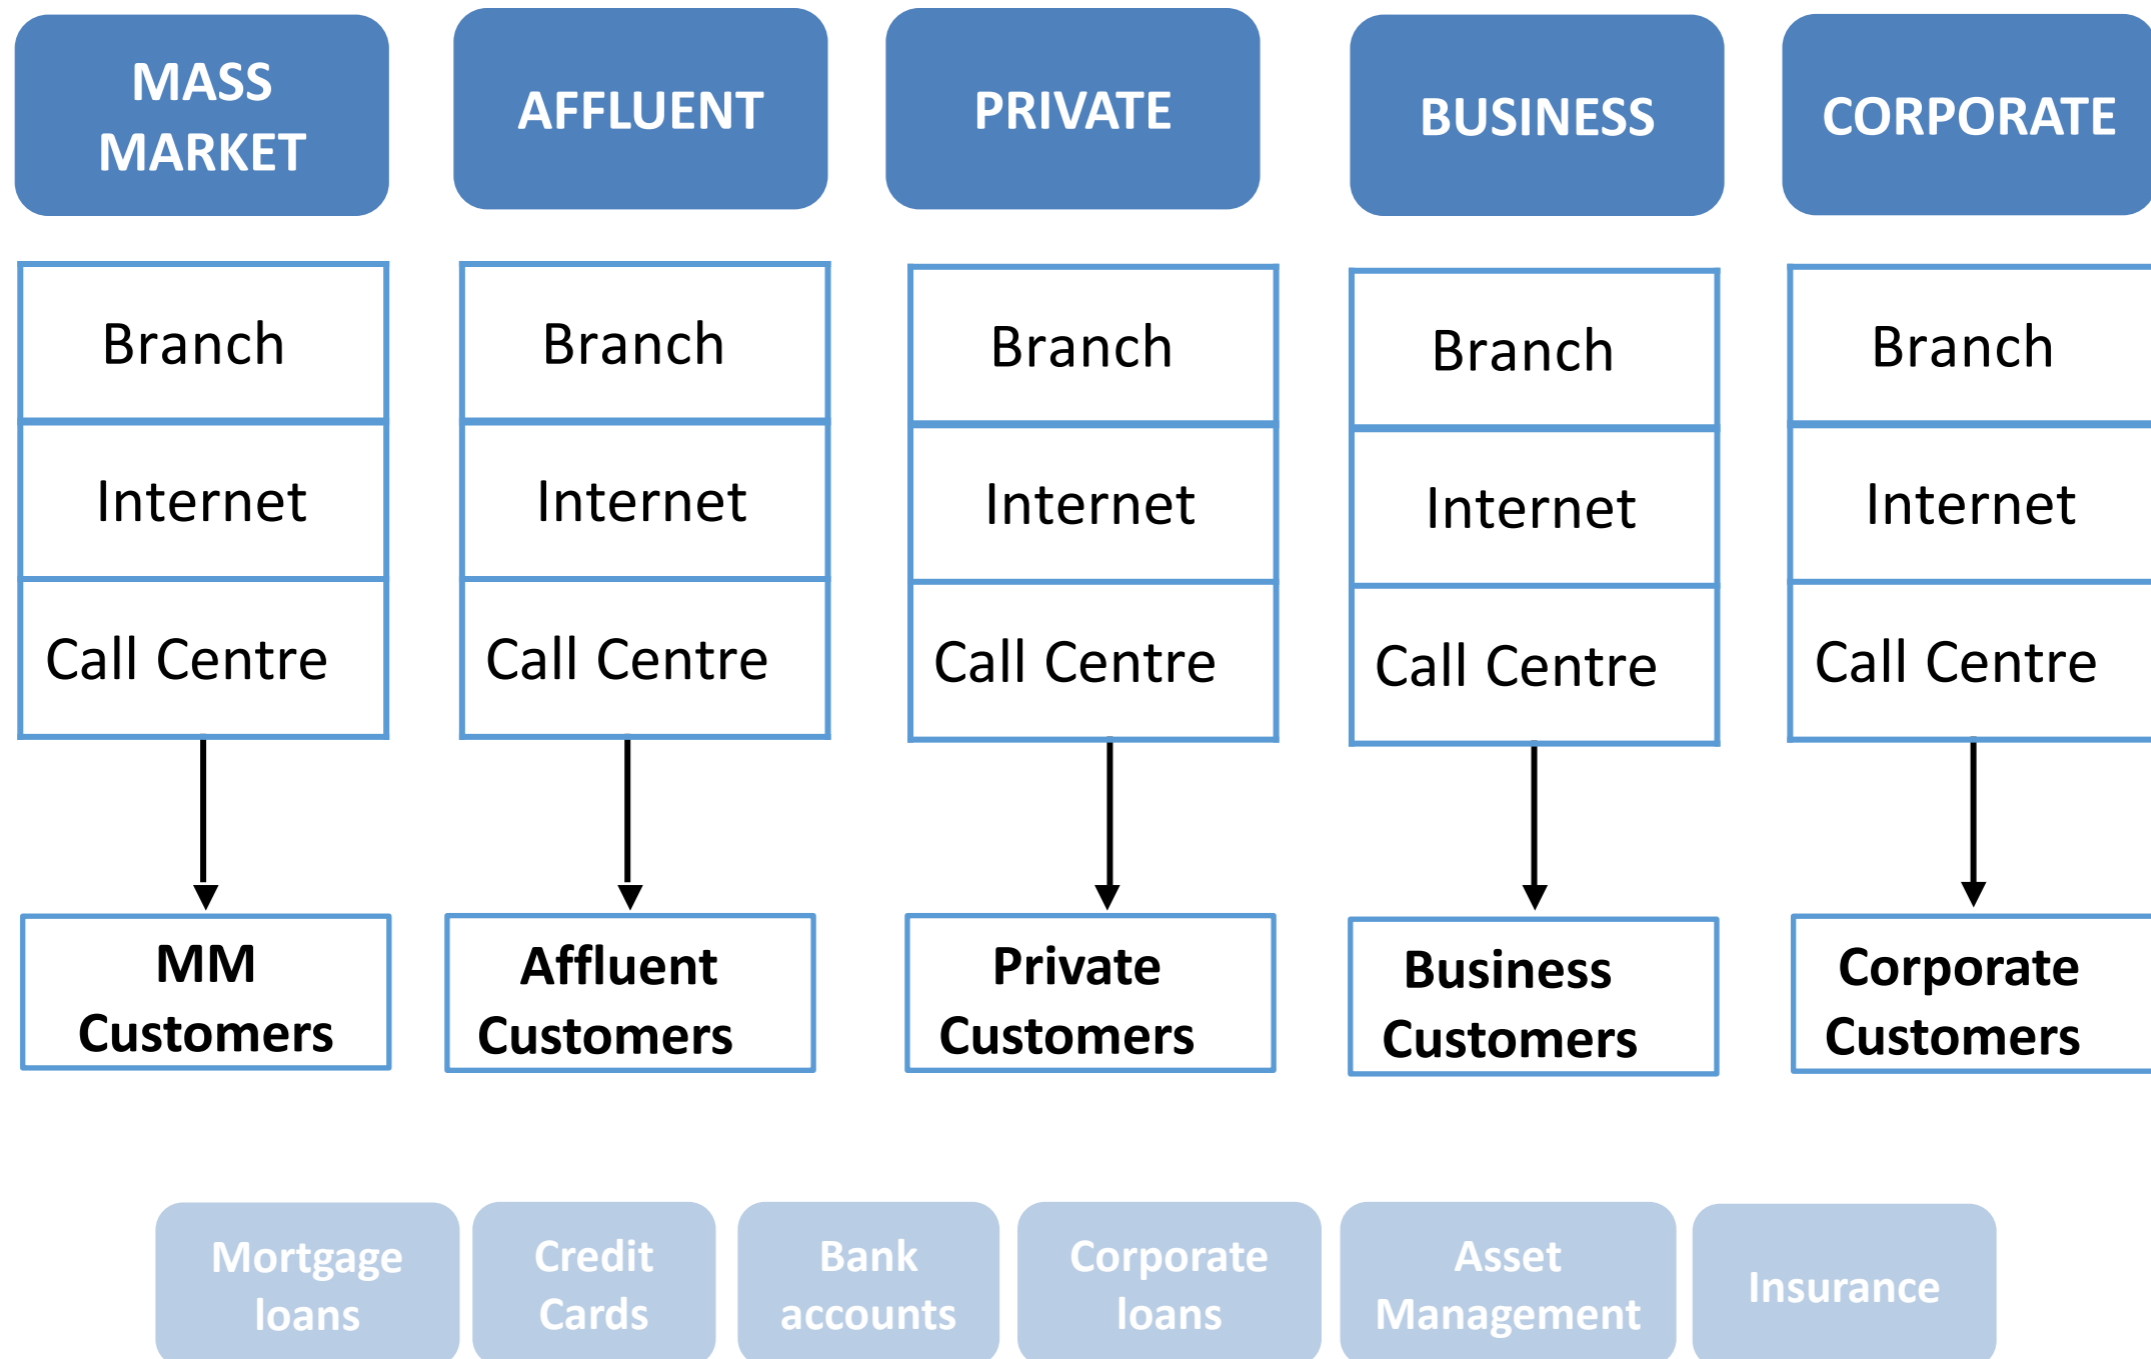 MASS
MARKET
AFFLUENT
PRIVATE
BUSINESS
CORPORATE
Branch
Branch
Branch
Branch
Branch
Internet
Internet
Internet
Internet
Internet
Call Centre
Call Centre
Call Centre
Call Centre
Call Centre
MM
Customers
Affluent
Customers
Private
Customers
Business
Customers
Corporate
Customers
Mortgage
loans
Credit
Cards
Bank
accounts
Corporate
loans
Asset
Management
Insurance